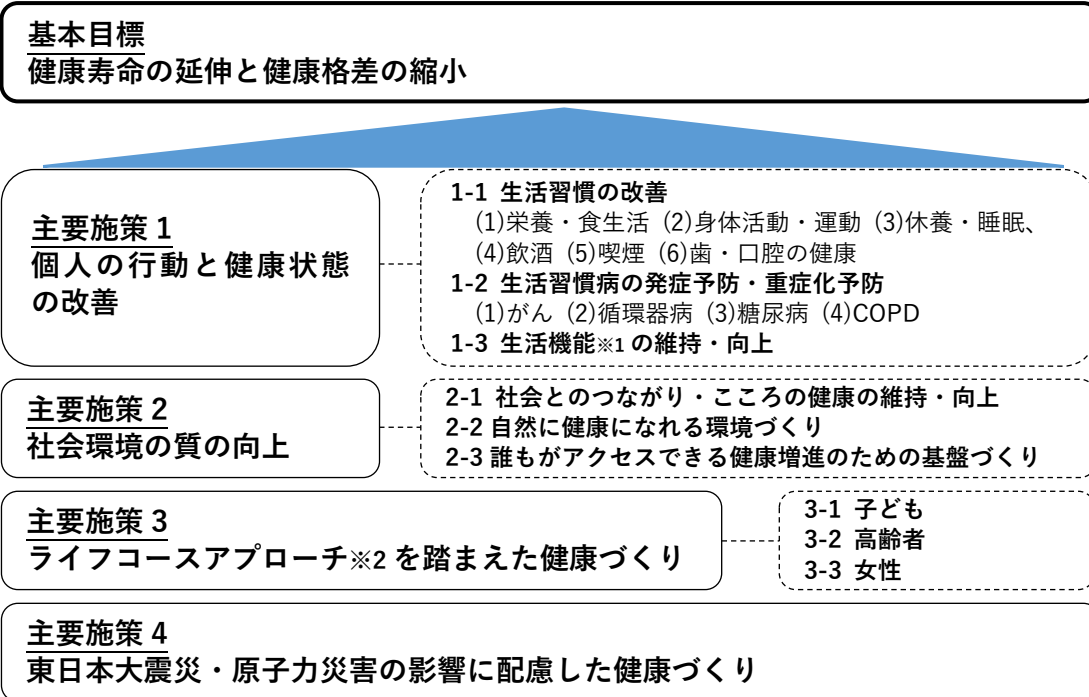 基本目標
健康寿命の延伸と健康格差の縮小
主要施策 1
個人の行動と健康状態
の改善
1-1 生活習慣の改善
(1)栄養・食生活 (2)身体活動・運動 (3)休養・睡眠、
(4)飲酒 (5)喫煙 (6)歯・口腔の健康
1-2 生活習慣病の発症予防・重症化予防
(1)がん (2)循環器病 (3)糖尿病 (4)COPD
1-3 生活機能※1 の維持・向上
主要施策 2
社会環境の質の向上
2-1 社会とのつながり・こころの健康の維持・向上
2-2 自然に健康になれる環境づくり
2-3 誰もがアクセスできる健康増進のための基盤づくり
主要施策 3
ライフコースアプローチ※2 を踏まえた健康づくり
3-1 子ども
3-2 高齢者
3-3 女性
主要施策 4
東日本大震災・原子力災害の影響に配慮した健康づくり